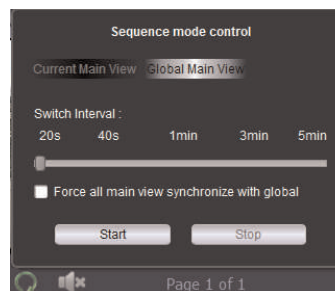 Sequence mode control
Current Main View Global Main View
Switch Interval :
20s 40s 1min 3min 5min
Force all main view synchronize with global
Start Stop
Page 1 of 1